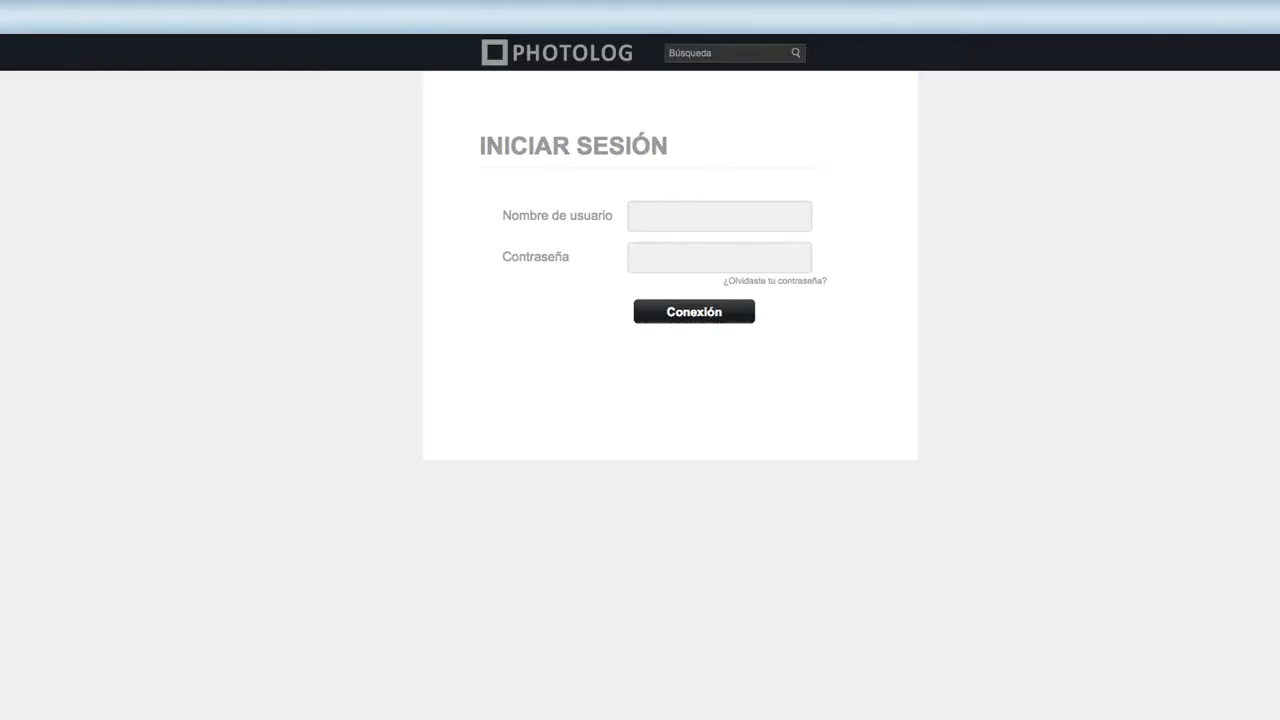 PHOTOLOG
Búsqueda
INICIAR SESIÓN
Nombre de usuario
Contraseña
¿Olvidaste tu contraseña?
Conexión